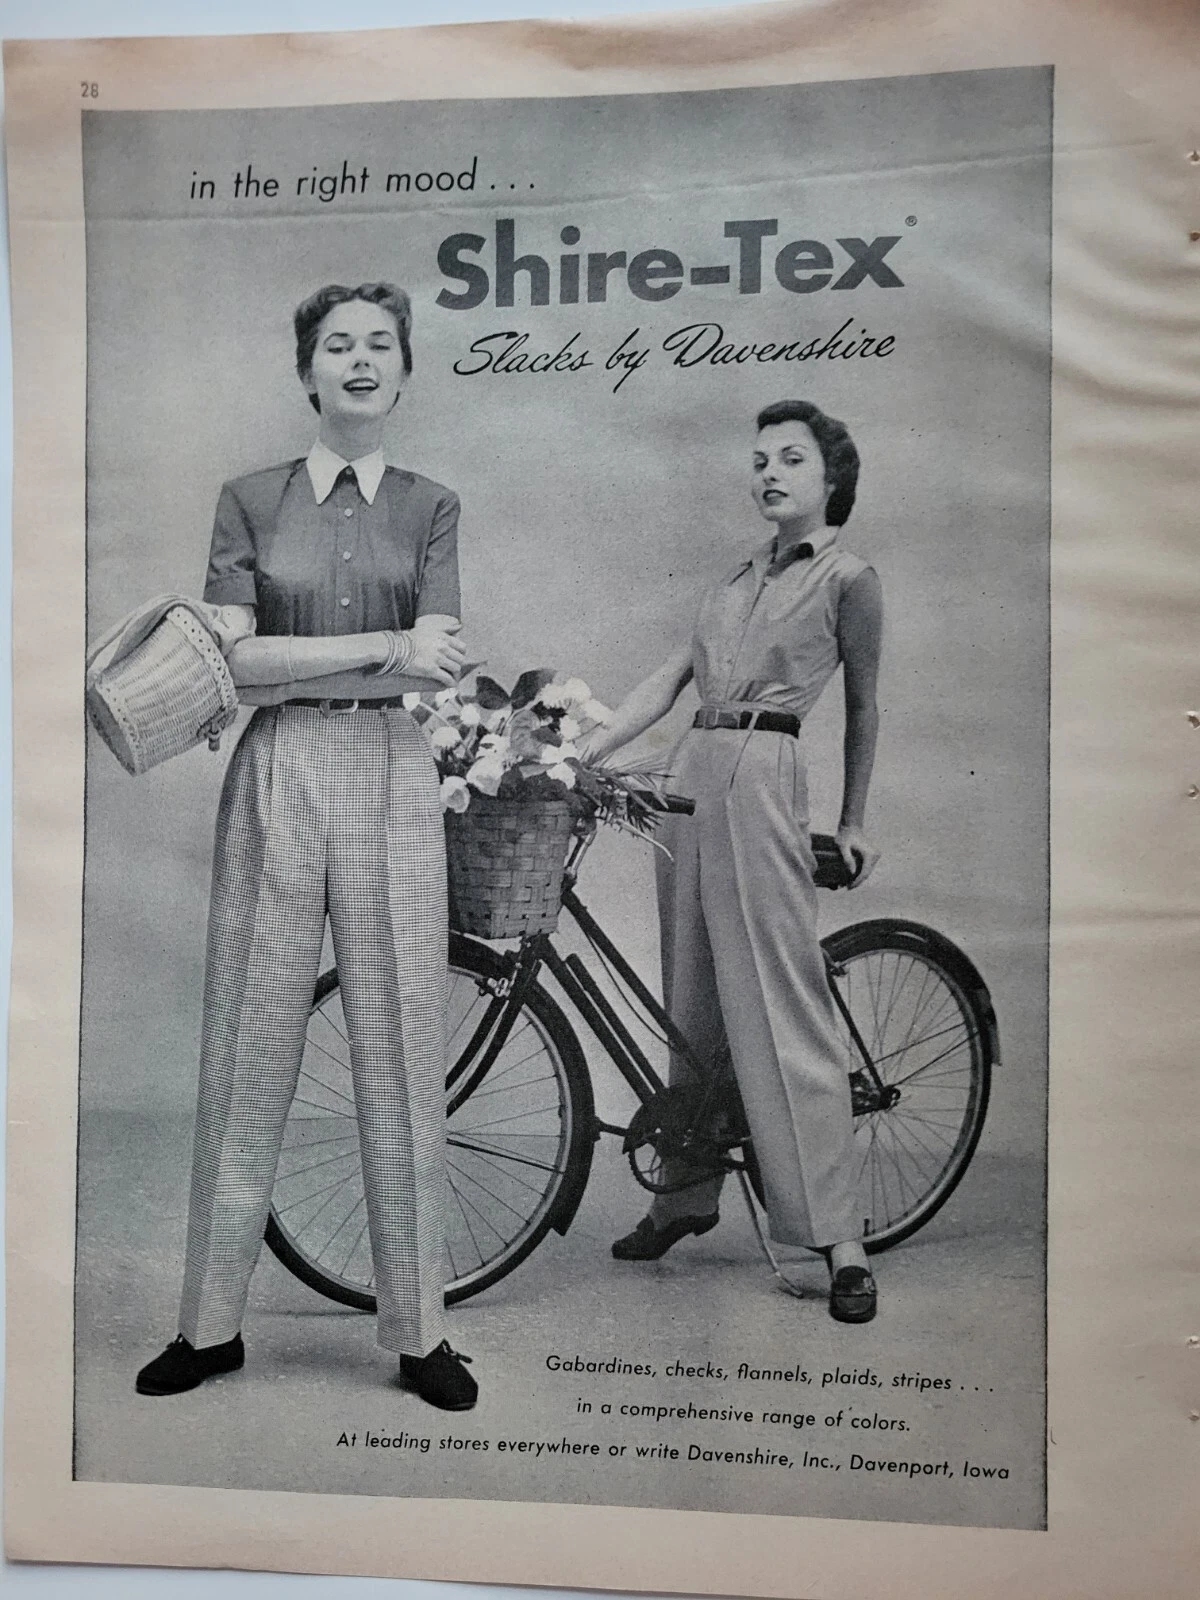 28
in the right mood . . .
Shire-Tex®
Slacks by Davenshire
Gabardines, checks, flannels, plaids, stripes . . .
in a comprehensive range of colors.
At leading stores everywhere or write Davenshire, Inc., Davenport, Iowa